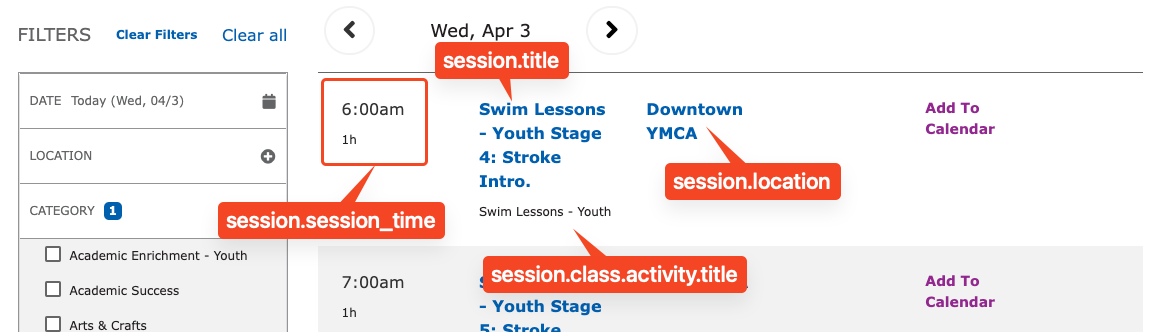 FILTERS Clear Filters Clear all
Wed, Apr 3
session.title
DATE Today (Wed, 04/3)
LOCATION
CATEGORY 1
Academic Enrichment - Youth
Academic Success
Arts & Crafts
6:00am
1h
session.session_time
Swim Lessons
- Youth Stage
4: Stroke
Intro.
Swim Lessons - Youth
session.class.activity.title
Downtown
YMCA
session.location
Add To
Calendar
7:00am
1h
- Youth Stage
5: Stroke
Add To
Calendar